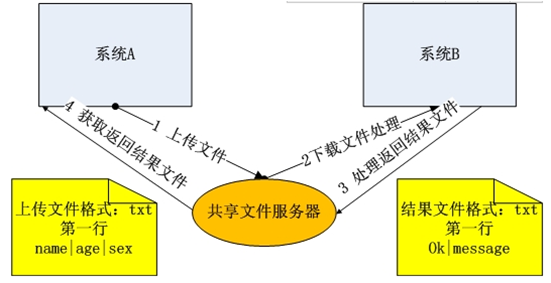 系统A
系统B
1 上传文件
2下载文件处理
3 处理返回结果文件
4 获取返回结果文件
共享文件服务器
上传文件格式：txt
第一行
name|age|sex
结果文件格式：txt
第一行
Ok|message